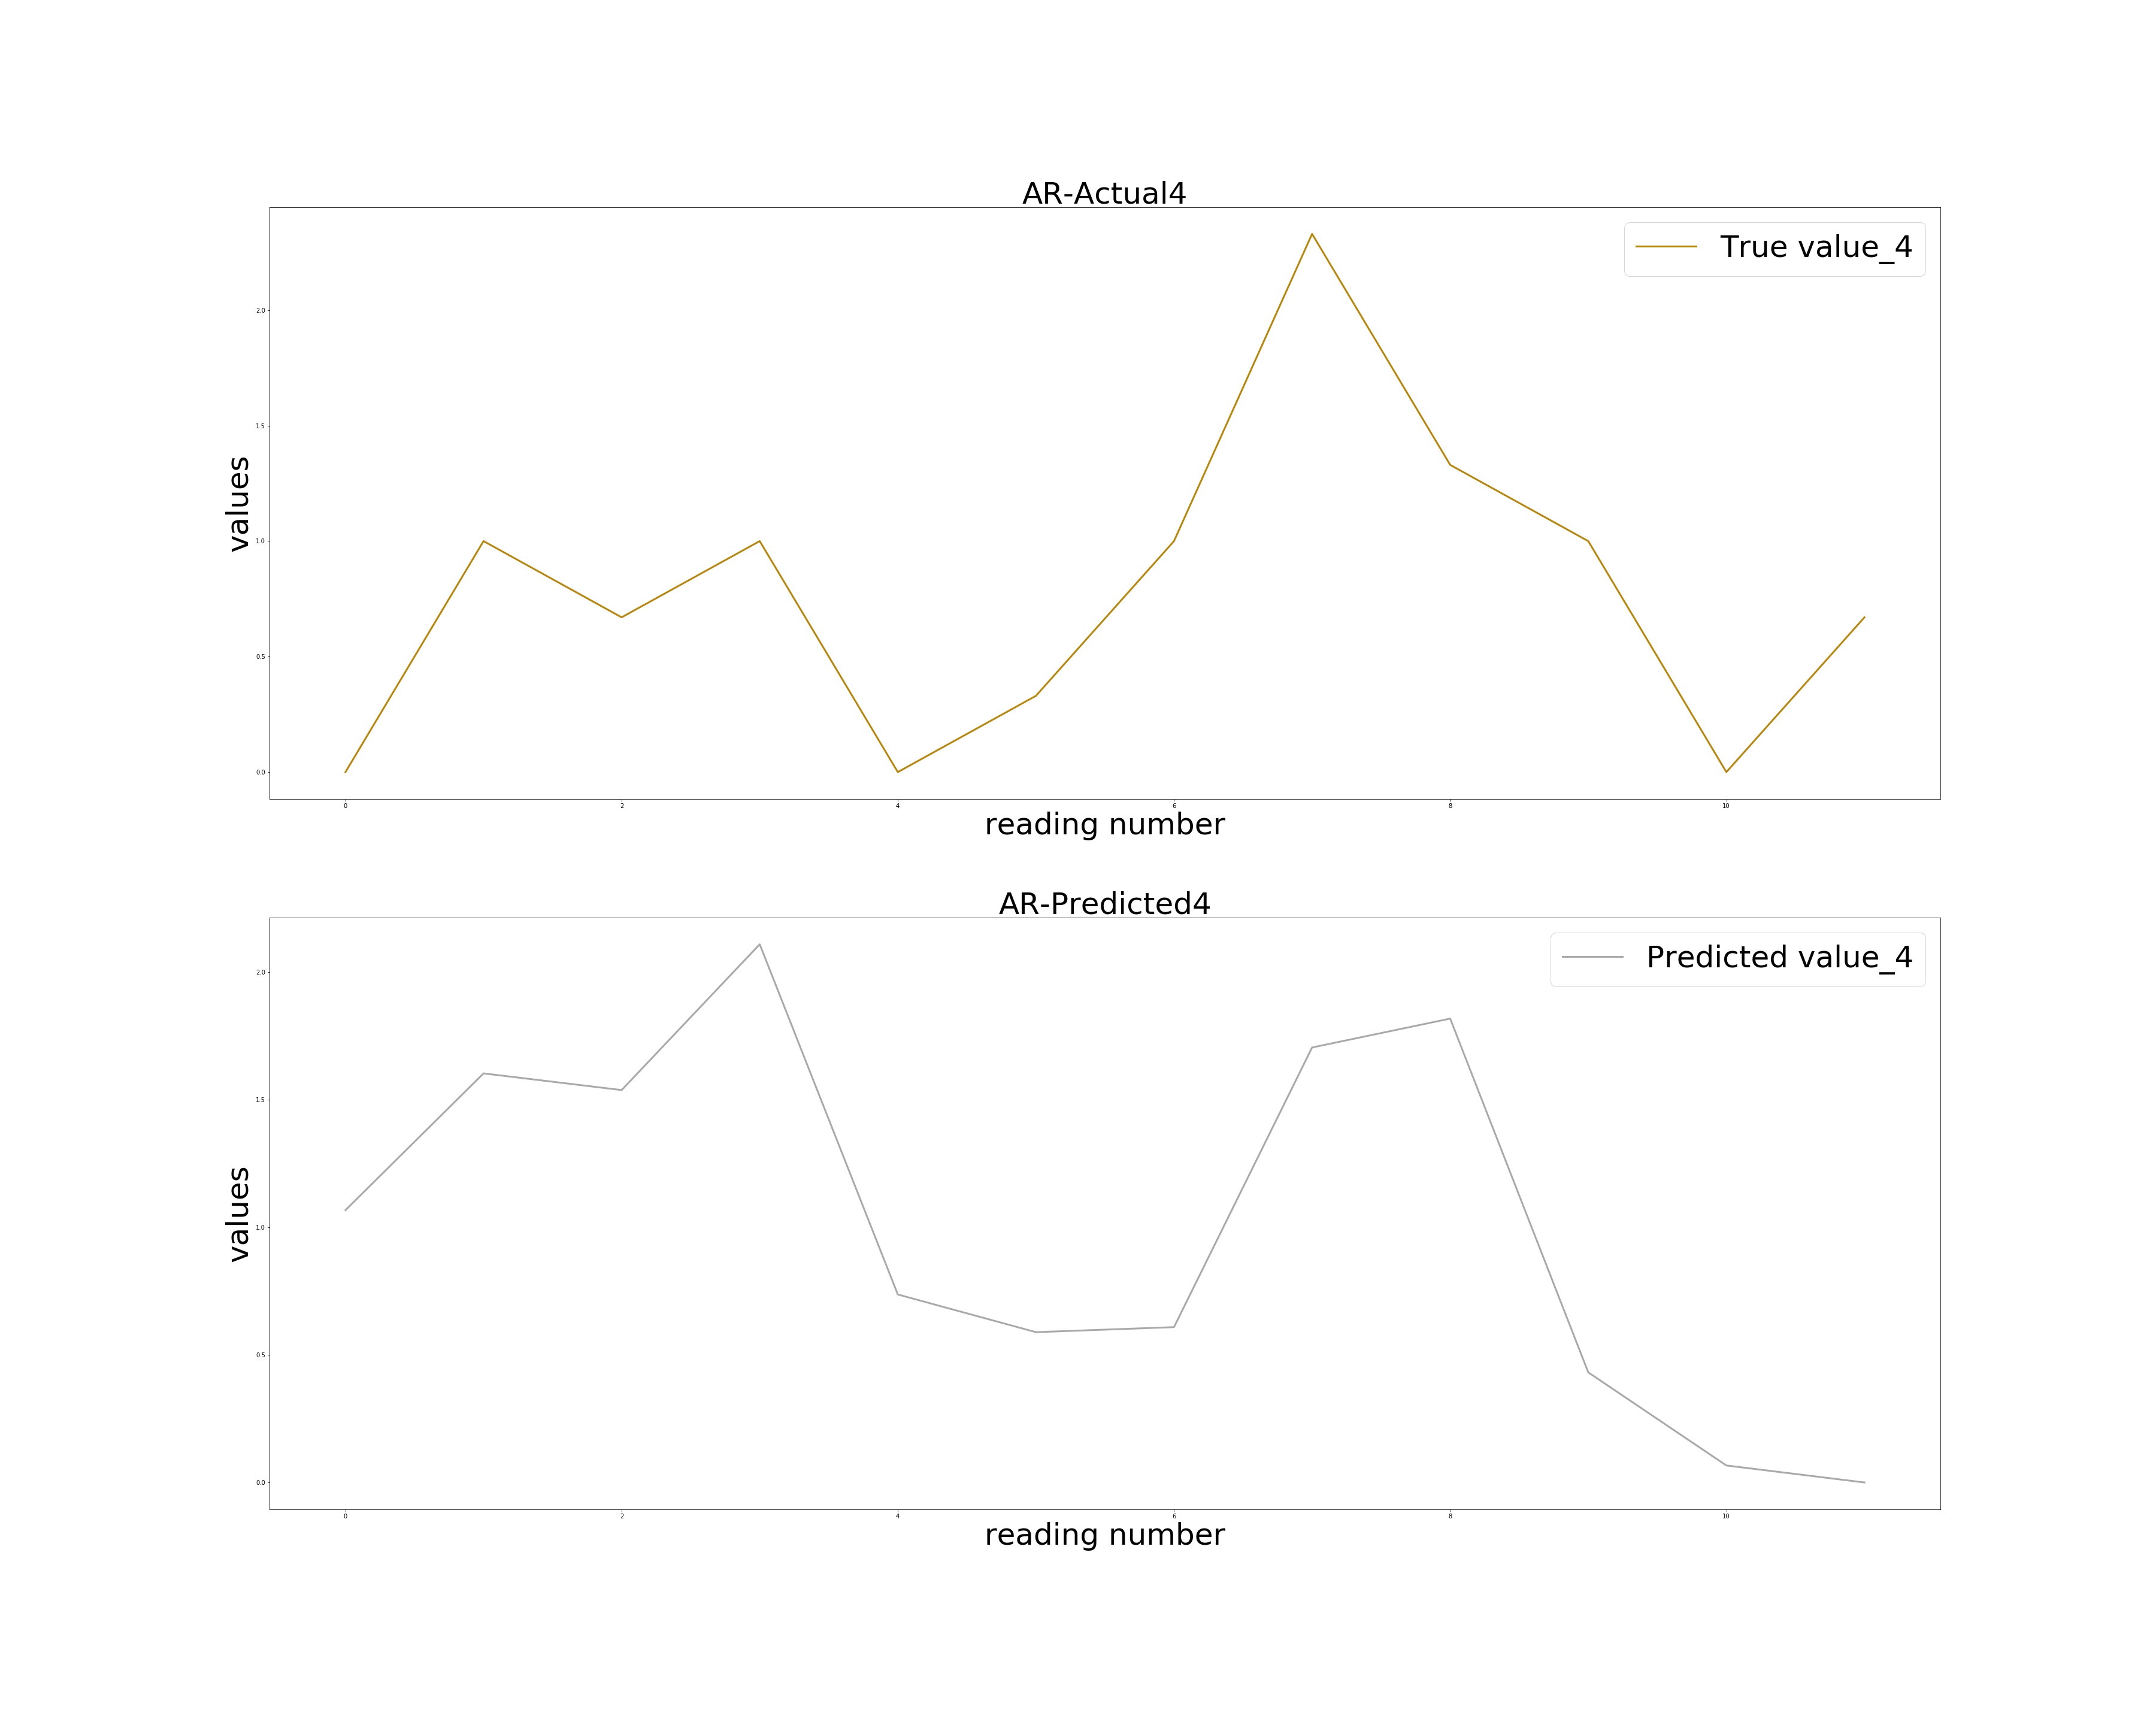 AR-Actual4
True value_4
values
2.0
1.5
1.0
0.5
0.0
0 2 4 6 8 10
reading number
AR-Predicted4
Predicted value_4
values
2.0
1.5
1.0
0.5
0.0
0 2 4 6 8 10
reading number